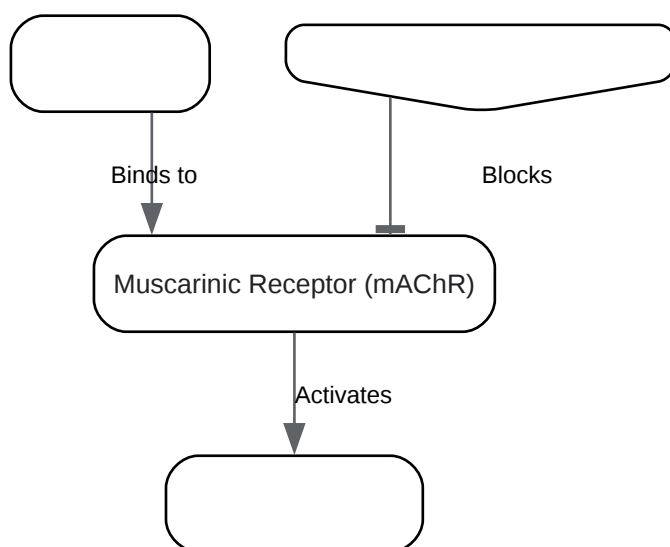 Binds to
Blocks
Muscarinic Receptor (mAChR)
Activates